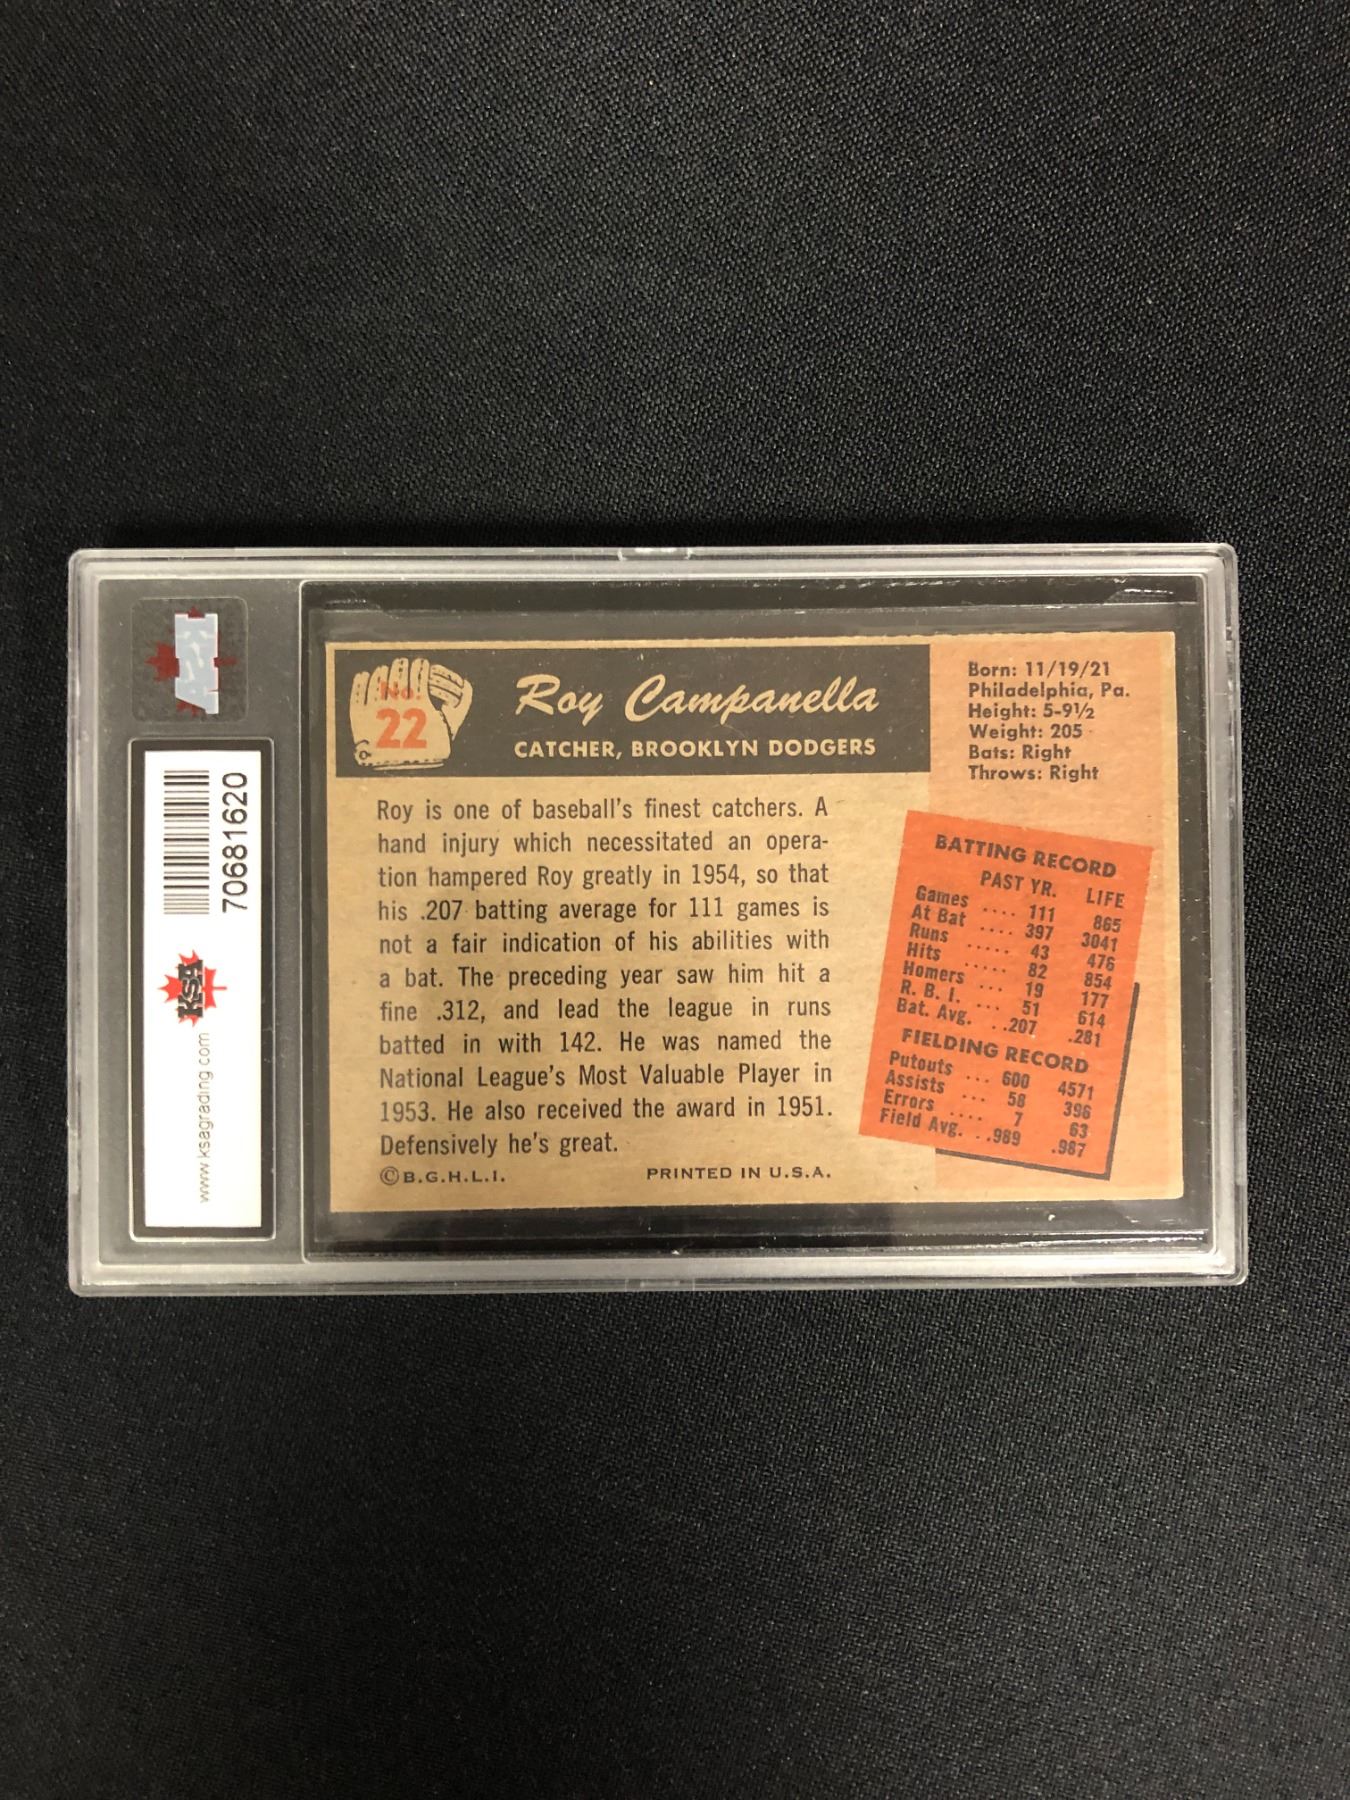 KSA
70681620
KSA
www.ksagrading.com
No.
22
Roy Campanella
CATCHER, BROOKLYN DODGERS
Born: 11/19/21
Philadelphia, Pa.
Height: 5-9½
Weight: 205
Bats: Right
Throws: Right
Roy is one of baseball's finest catchers. A
hand injury which necessitated an opera-
tion hampered Roy greatly in 1954, so that
his .207 batting average for 111 games is
not a fair indication of his abilities with
a bat. The preceding year saw him hit a
fine .312, and lead the league in runs
batted in with 142. He was named the
National League's Most Valuable Player in
1953. He also received the award in 1951.
Defensively he's great.
©B.G.H.L.I. PRINTED IN U.S.A.
BATTING RECORD
PAST YR. LIFE
Games .... 111 865
At Bat .... 397 3041
Runs ..... 43 476
Hits ..... 82 854
Homers .... 19 177
R. B. I. ... 51 614
Bat. Avg. ..207 .281
FIELDING RECORD
Putouts ... 600 4571
Assists ... 58 396
Errors .... 7 63
Field Avg. ..989 .987